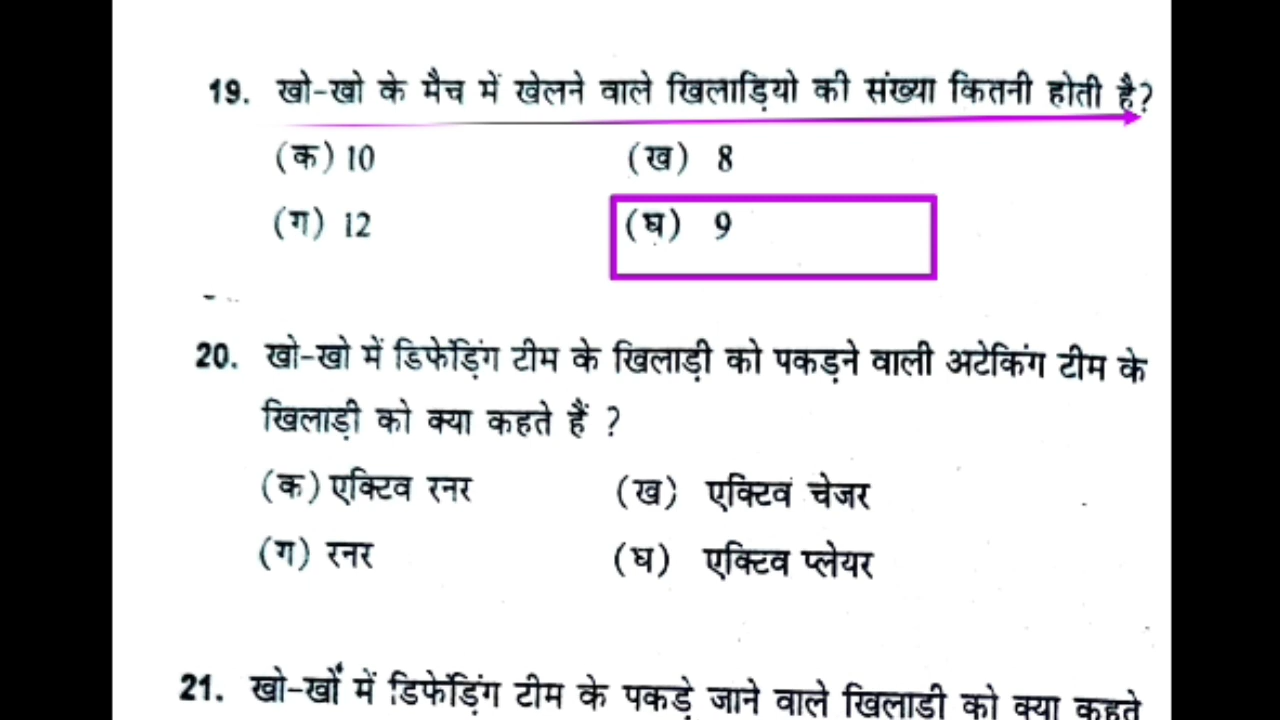 19. खो-खो के मैच में खेलने वाले खिलाड़ियो की संख्या कितनी होती है?
(क) 10 (ख) 8
(ग) 12 (घ) 9
20. खो-खो में डिफेंड़िंग टीम के खिलाड़ी को पकड़ने वाली अटेकिंग टीम के
खिलाड़ी को क्या कहते हैं ?
(क) एक्टिव रनर (ख) एक्टिव चेजर
(ग) रनर (घ) एक्टिव प्लेयर
21. खो-खों में डिफेंड़िंग टीम के पकड़े जाने वाले खिलाडी को क्या कहते